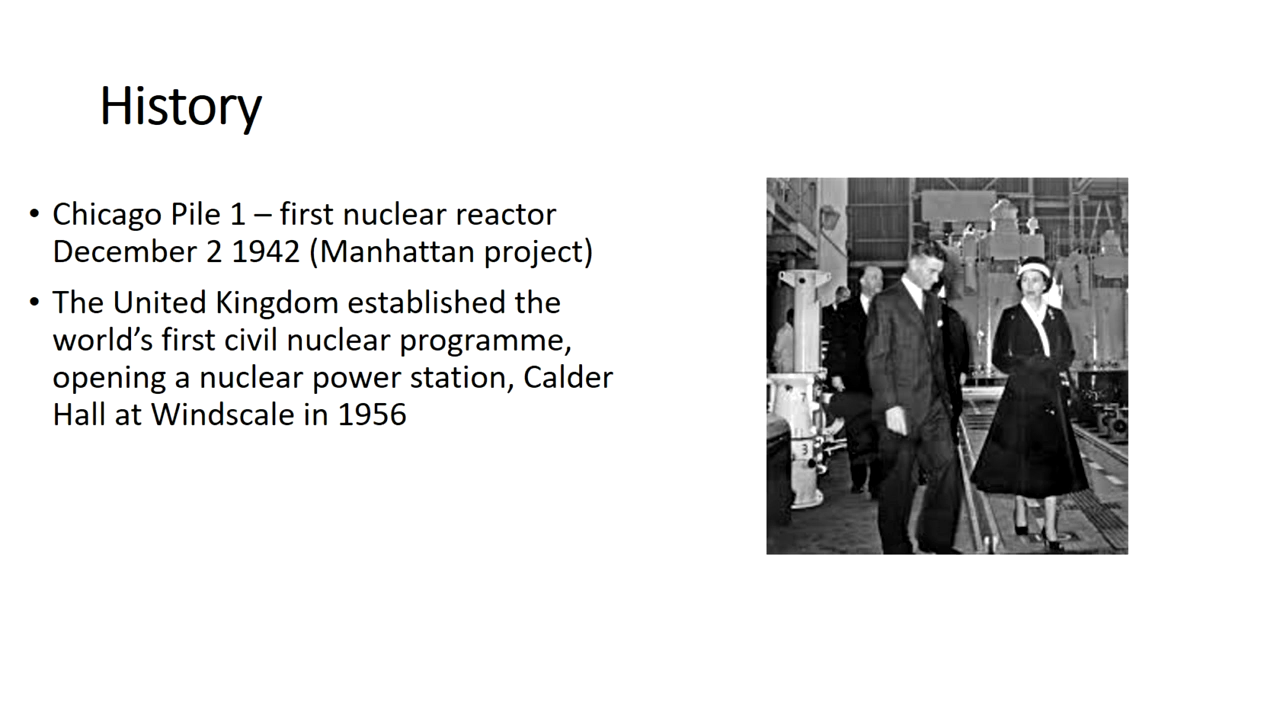 History
• Chicago Pile 1 – first nuclear reactor
December 2 1942 (Manhattan project)
• The United Kingdom established the
world’s first civil nuclear programme,
opening a nuclear power station, Calder
Hall at Windscale in 1956